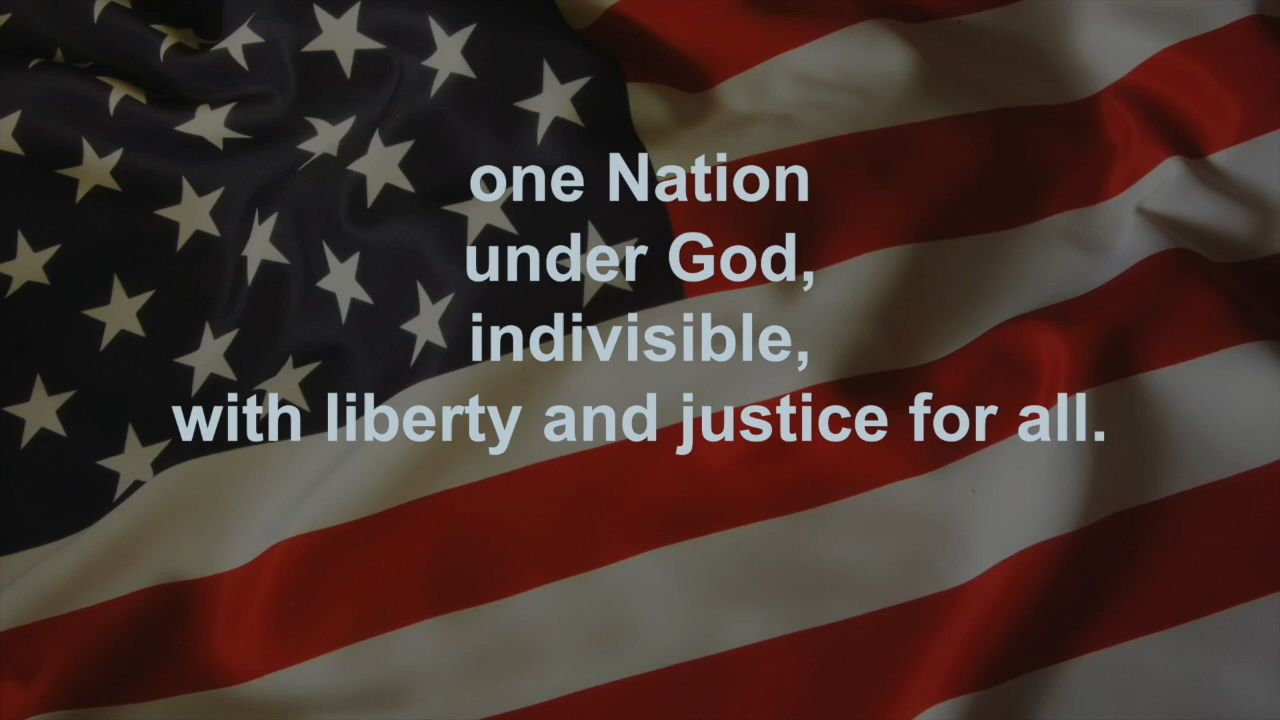 one Nation
under God,
indivisible,
with liberty and justice for all.